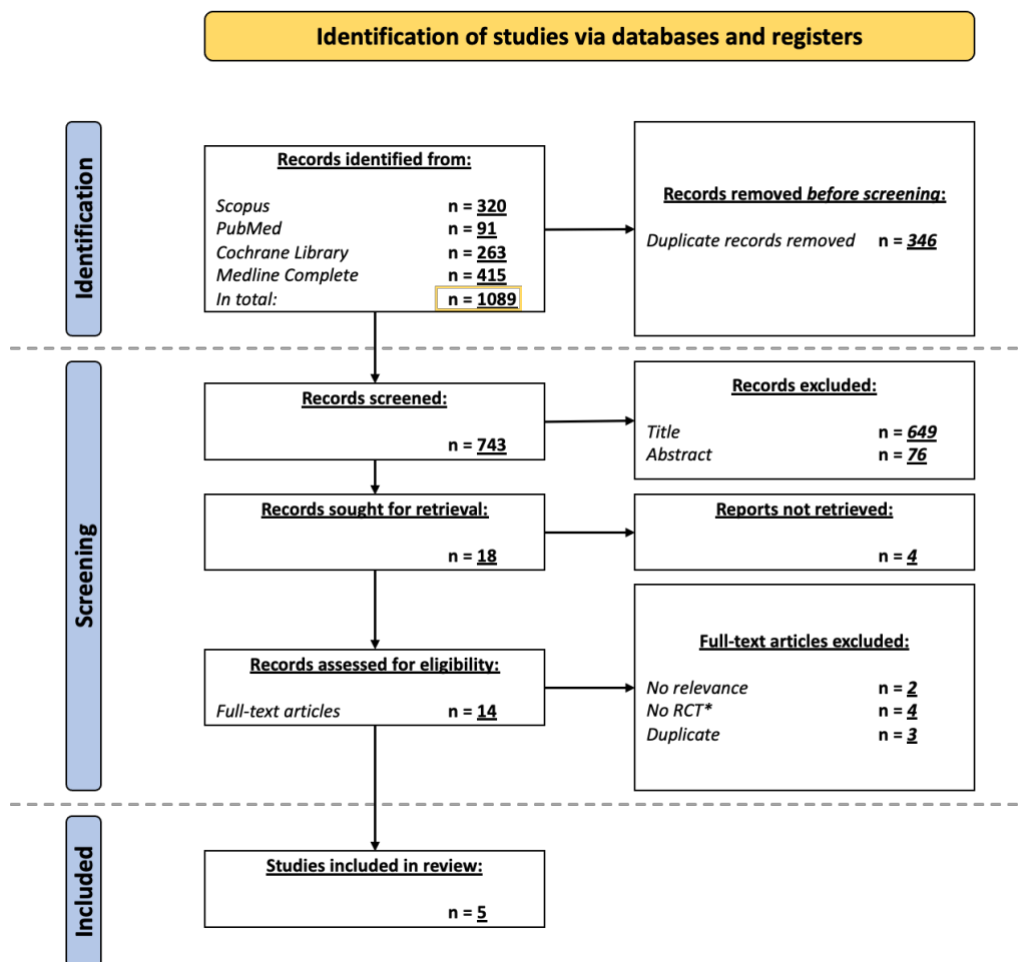 Identification of studies via databases and registers
Identification
Records identified from:
Scopus n = 320
PubMed n = 91
Cochrane Library n = 263
Medline Complete n = 415
In total: n = 1089
Records removed before screening:
Duplicate records removed n = 346
Screening
Records screened:
n = 743
Records excluded:
Title n = 649
Abstract n = 76
Records sought for retrieval:
n = 18
Reports not retrieved:
n = 4
Records assessed for eligibility:
Full-text articles n = 14
Full-text articles excluded:
No relevance n = 2
No RCT* n = 4
Duplicate n = 3
Included
Studies included in review:
n = 5